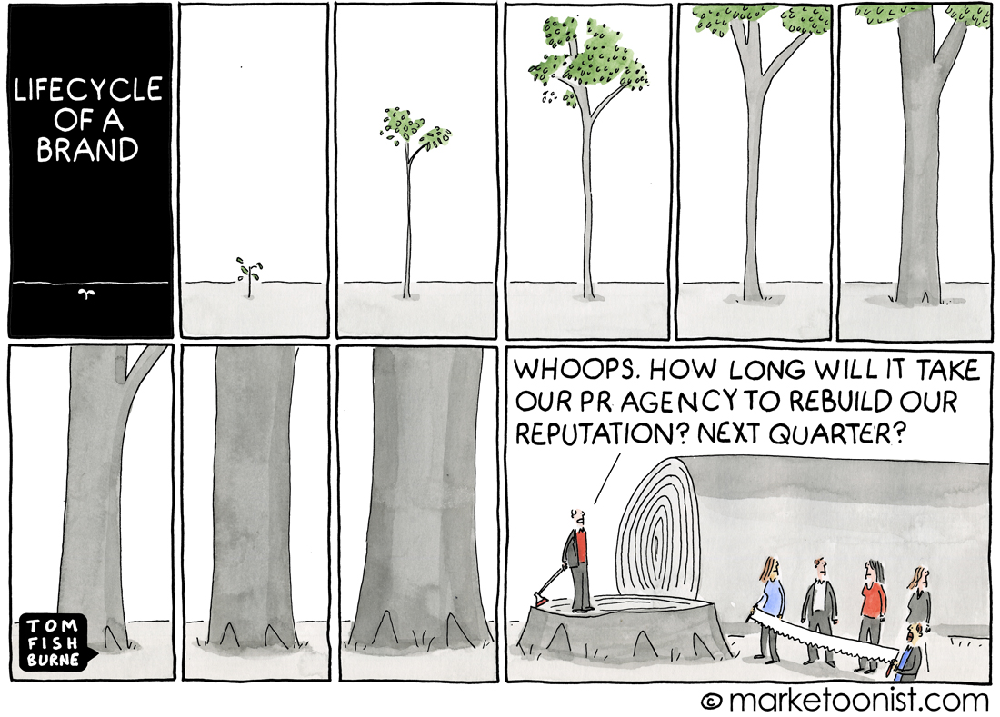 LIFECYCLE
OF A
BRAND
TOM
FISH
BURNE
WHOOPS. HOW LONG WILL IT TAKE
OUR PR AGENCY TO REBUILD OUR
REPUTATION? NEXT QUARTER?
© marketoonist.com